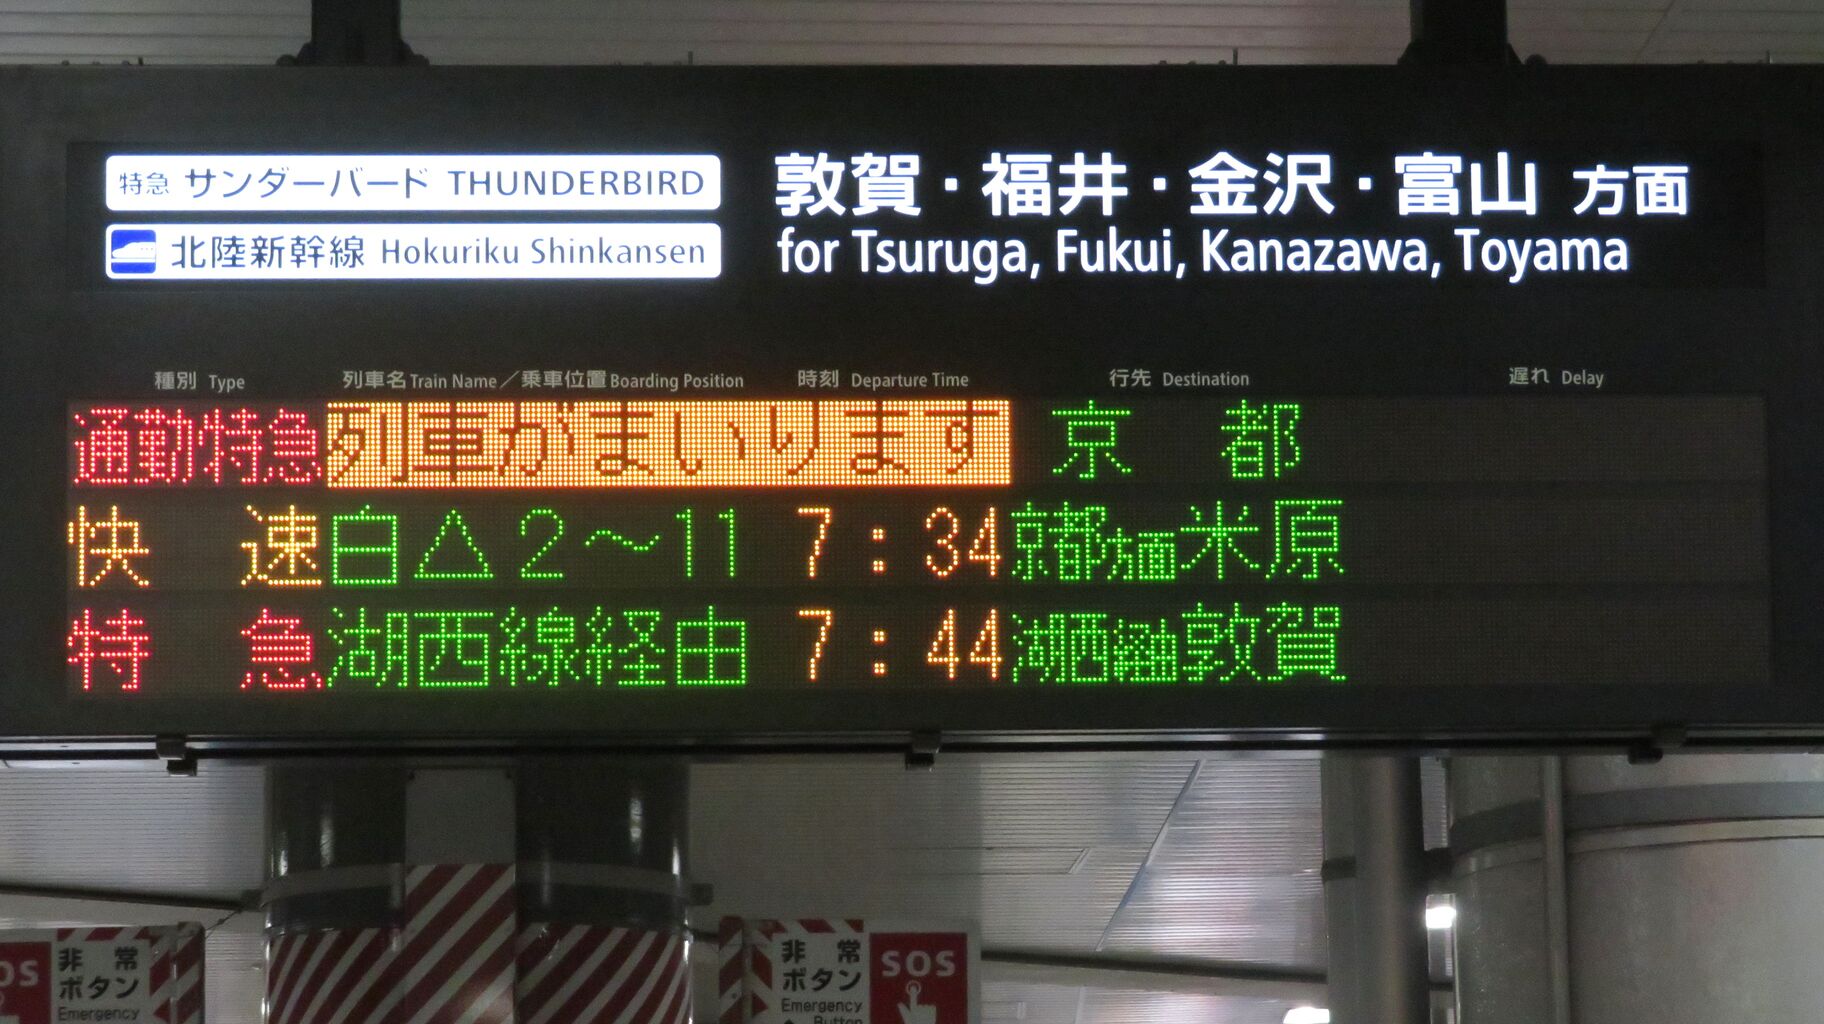 特急 サンダーバード THUNDERBIRD
北陸新幹線 Hokuriku Shinkansen
敦賀・福井・金沢・富山 方面
for Tsuruga, Fukui, Kanazawa, Toyama
種別 Type 列車名 Train Name／乗車位置 Boarding Position 時刻 Departure Time 行先 Destination 遅れ Delay
通勤特急 列車がまいります 京都
快速 白△2～11 7:34 京都方面米原
特急 湖西線経由 7:44 湖西線経由敦賀
OS
非常
ボタン
Emergency
非常
ボタン
Emergency
Button
SOS